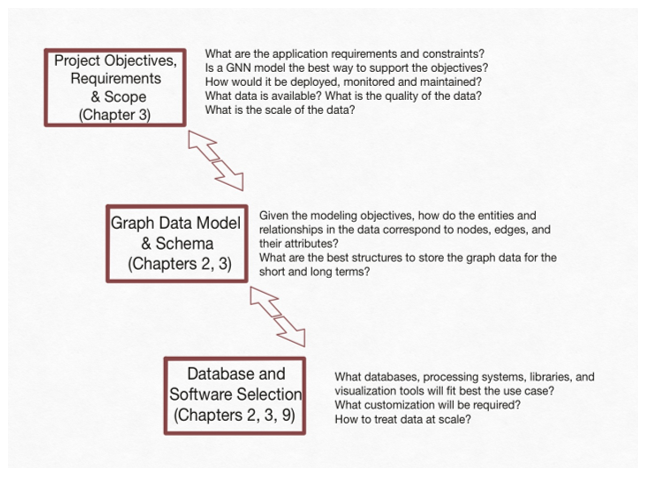 Project Objectives,
Requirements
& Scope
(Chapter 3)
What are the application requirements and constraints?
Is a GNN model the best way to support the objectives?
How would it be deployed, monitored and maintained?
What data is available? What is the quality of the data?
What is the scale of the data?
Graph Data Model
& Schema
(Chapters 2, 3)
Given the modeling objectives, how do the entities and
relationships in the data correspond to nodes, edges, and
their attributes?
What are the best structures to store the graph data for the
short and long terms?
Database and
Software Selection
(Chapters 2, 3, 9)
What databases, processing systems, libraries, and
visualization tools will fit best the use case?
What customization will be required?
How to treat data at scale?